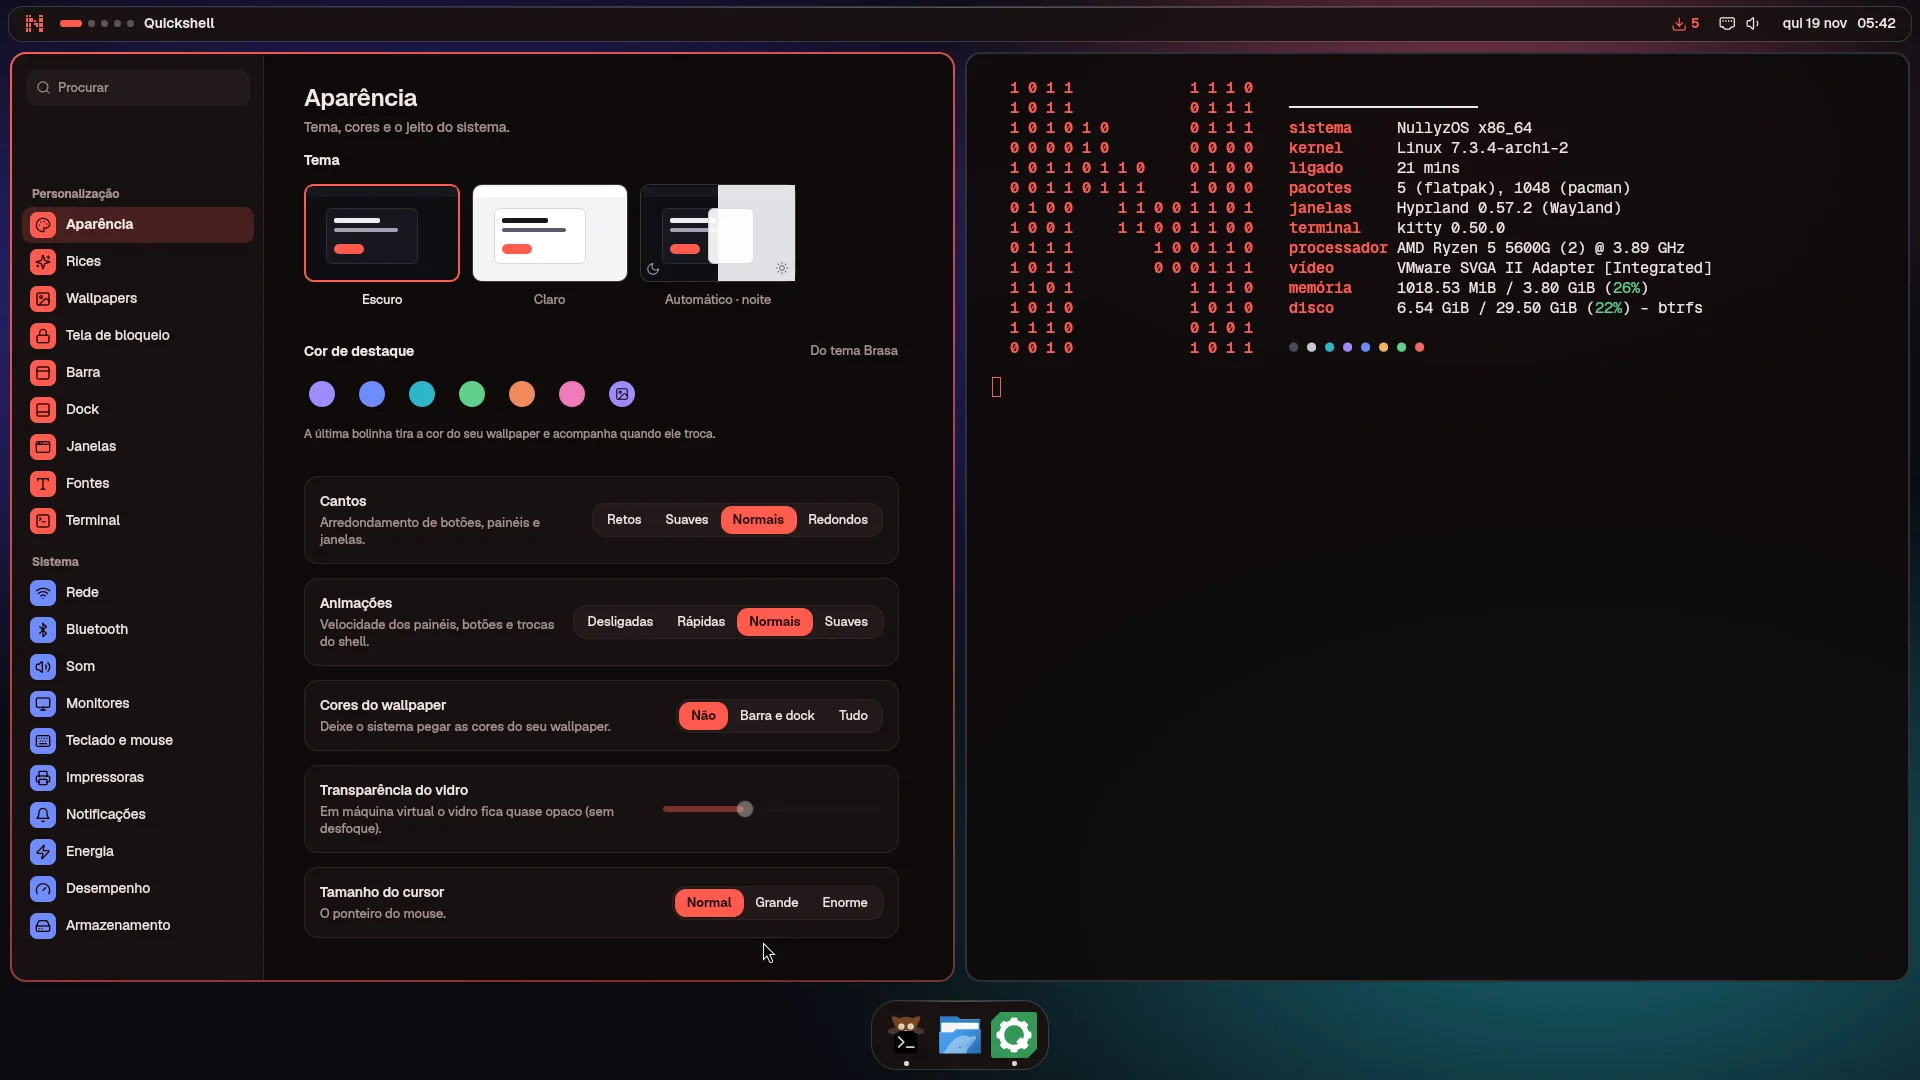 Quickshell
5
qui 19 nov 05:42
Procurar
Personalização
Aparência
Rices
Wallpapers
Tela de bloqueio
Barra
Dock
Janelas
Fontes
Terminal
Sistema
Rede
Bluetooth
Som
Monitores
Teclado e mouse
Impressoras
Notificações
Energia
Desempenho
Armazenamento
Aparência
Tema, cores e o jeito do sistema.
Tema
Escuro
Claro
Automático · noite
Cor de destaque
Do tema Brasa
A última bolinha tira a cor do seu wallpaper e acompanha quando ele troca.
Cantos
Arredondamento de botões, painéis e
janelas.
Retos Suaves Normais Redondos
Animações
Velocidade dos painéis, botões e trocas
do shell.
Desligadas Rápidas Normais Suaves
Cores do wallpaper
Deixe o sistema pegar as cores do seu wallpaper.
Não Barra e dock Tudo
Transparência do vidro
Em máquina virtual o vidro fica quase opaco (sem
desfoque).
Tamanho do cursor
O ponteiro do mouse.
Normal Grande Enorme
1 0 1 1 1 1 1 0
1 0 1 1 0 1 1 1
1 0 1 0 1 0 0 1 1 1
0 0 0 0 1 0 0 0 0 0
1 0 1 1 0 1 1 0 0 1 0 0
0 0 1 1 0 1 1 1 1 0 0 0
0 1 0 0 1 1 0 0 1 1 0 1
1 0 0 1 1 1 0 0 1 1 0 0
0 1 1 1 1 0 0 1 1 0
1 0 1 1 0 0 0 1 1 1
1 1 0 1 1 1 1 0
1 0 1 0 1 0 1 0
1 1 1 0 0 1 0 1
0 0 1 0 1 0 1 1
sistema NullyzOS x86_64
kernel Linux 7.3.4-arch1-2
ligado 21 mins
pacotes 5 (flatpak), 1048 (pacman)
janelas Hyprland 0.57.2 (Wayland)
terminal kitty 0.50.0
processador AMD Ryzen 5 5600G (2) @ 3.89 GHz
vídeo VMware SVGA II Adapter [Integrated]
memória 1018.53 MiB / 3.80 GiB (26%)
disco 6.54 GiB / 29.50 GiB (22%) - btrfs